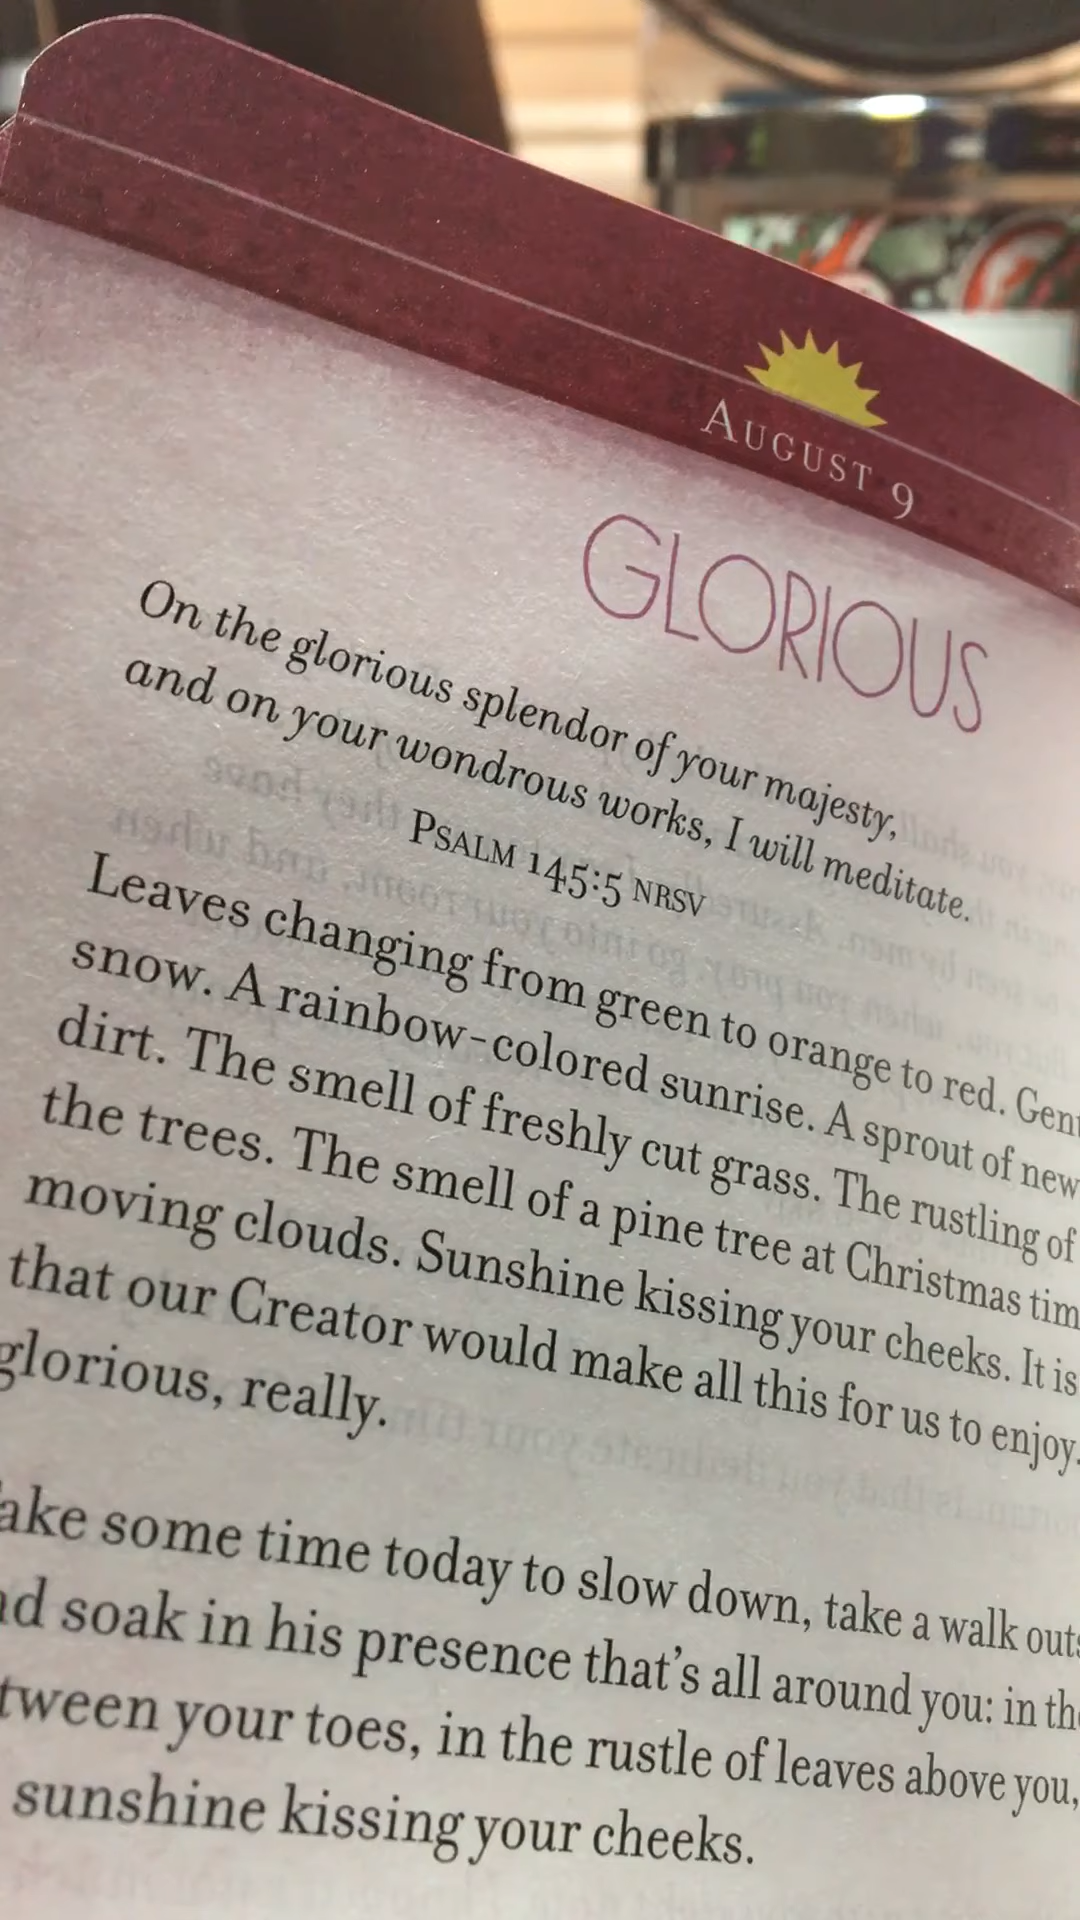 AUGUST 9
GLORIOUS
On the glorious splendor of your majesty,
and on your wondrous works, I will meditate.
PSALM 145:5 NRSV
Leaves changing from green to orange to red.
snow. A rainbow-colored sunrise. A sprout of new
dirt. The smell of freshly cut grass. The rustling of
the trees. The smell of a pine tree at Christmas
moving clouds. Sunshine kissing your cheeks. It is
that our Creator would make all this for us to enjoy.
glorious, really.
some time today to slow down, take a walk
soak in his presence that's all around you: in
your toes, in the rustle of leaves above you,
sunshine kissing your cheeks.